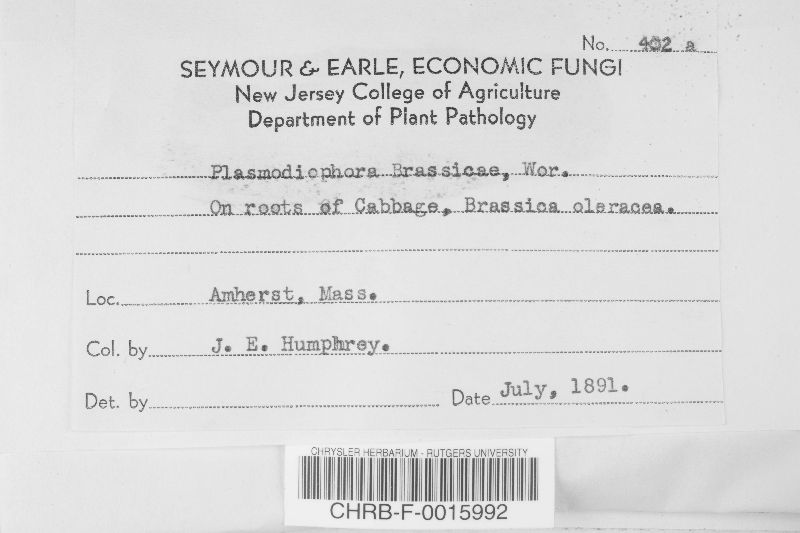 No. 402 a
SEYMOUR & EARLE, ECONOMIC FUNGI
New Jersey College of Agriculture
Department of Plant Pathology
Plasmodiophora Brassicae, Wor.
On roots of Cabbage, Brassica oleracea.
Loc. Amherst, Mass.
Col. by J. E. Humphrey.
Det. by
Date July, 1891.
CHRYSLER HERBARIUM - RUTGERS UNIVERSITY
CHRB-F-0015992